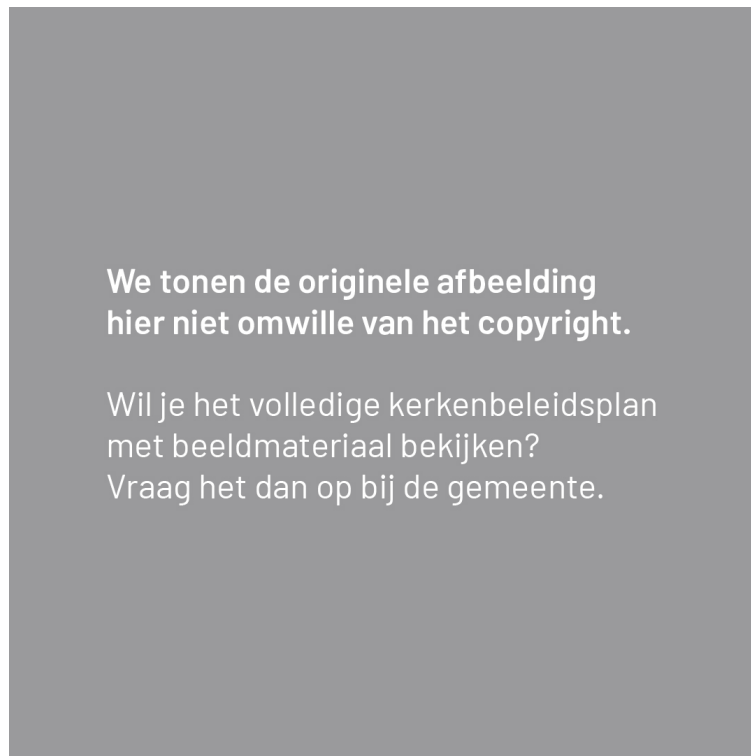 We tonen de originele afbeelding
hier niet omwille van het copyright.
Wil je het volledige kerkenbeleidsplan
met beeldmateriaal bekijken?
Vraag het dan op bij de gemeente.